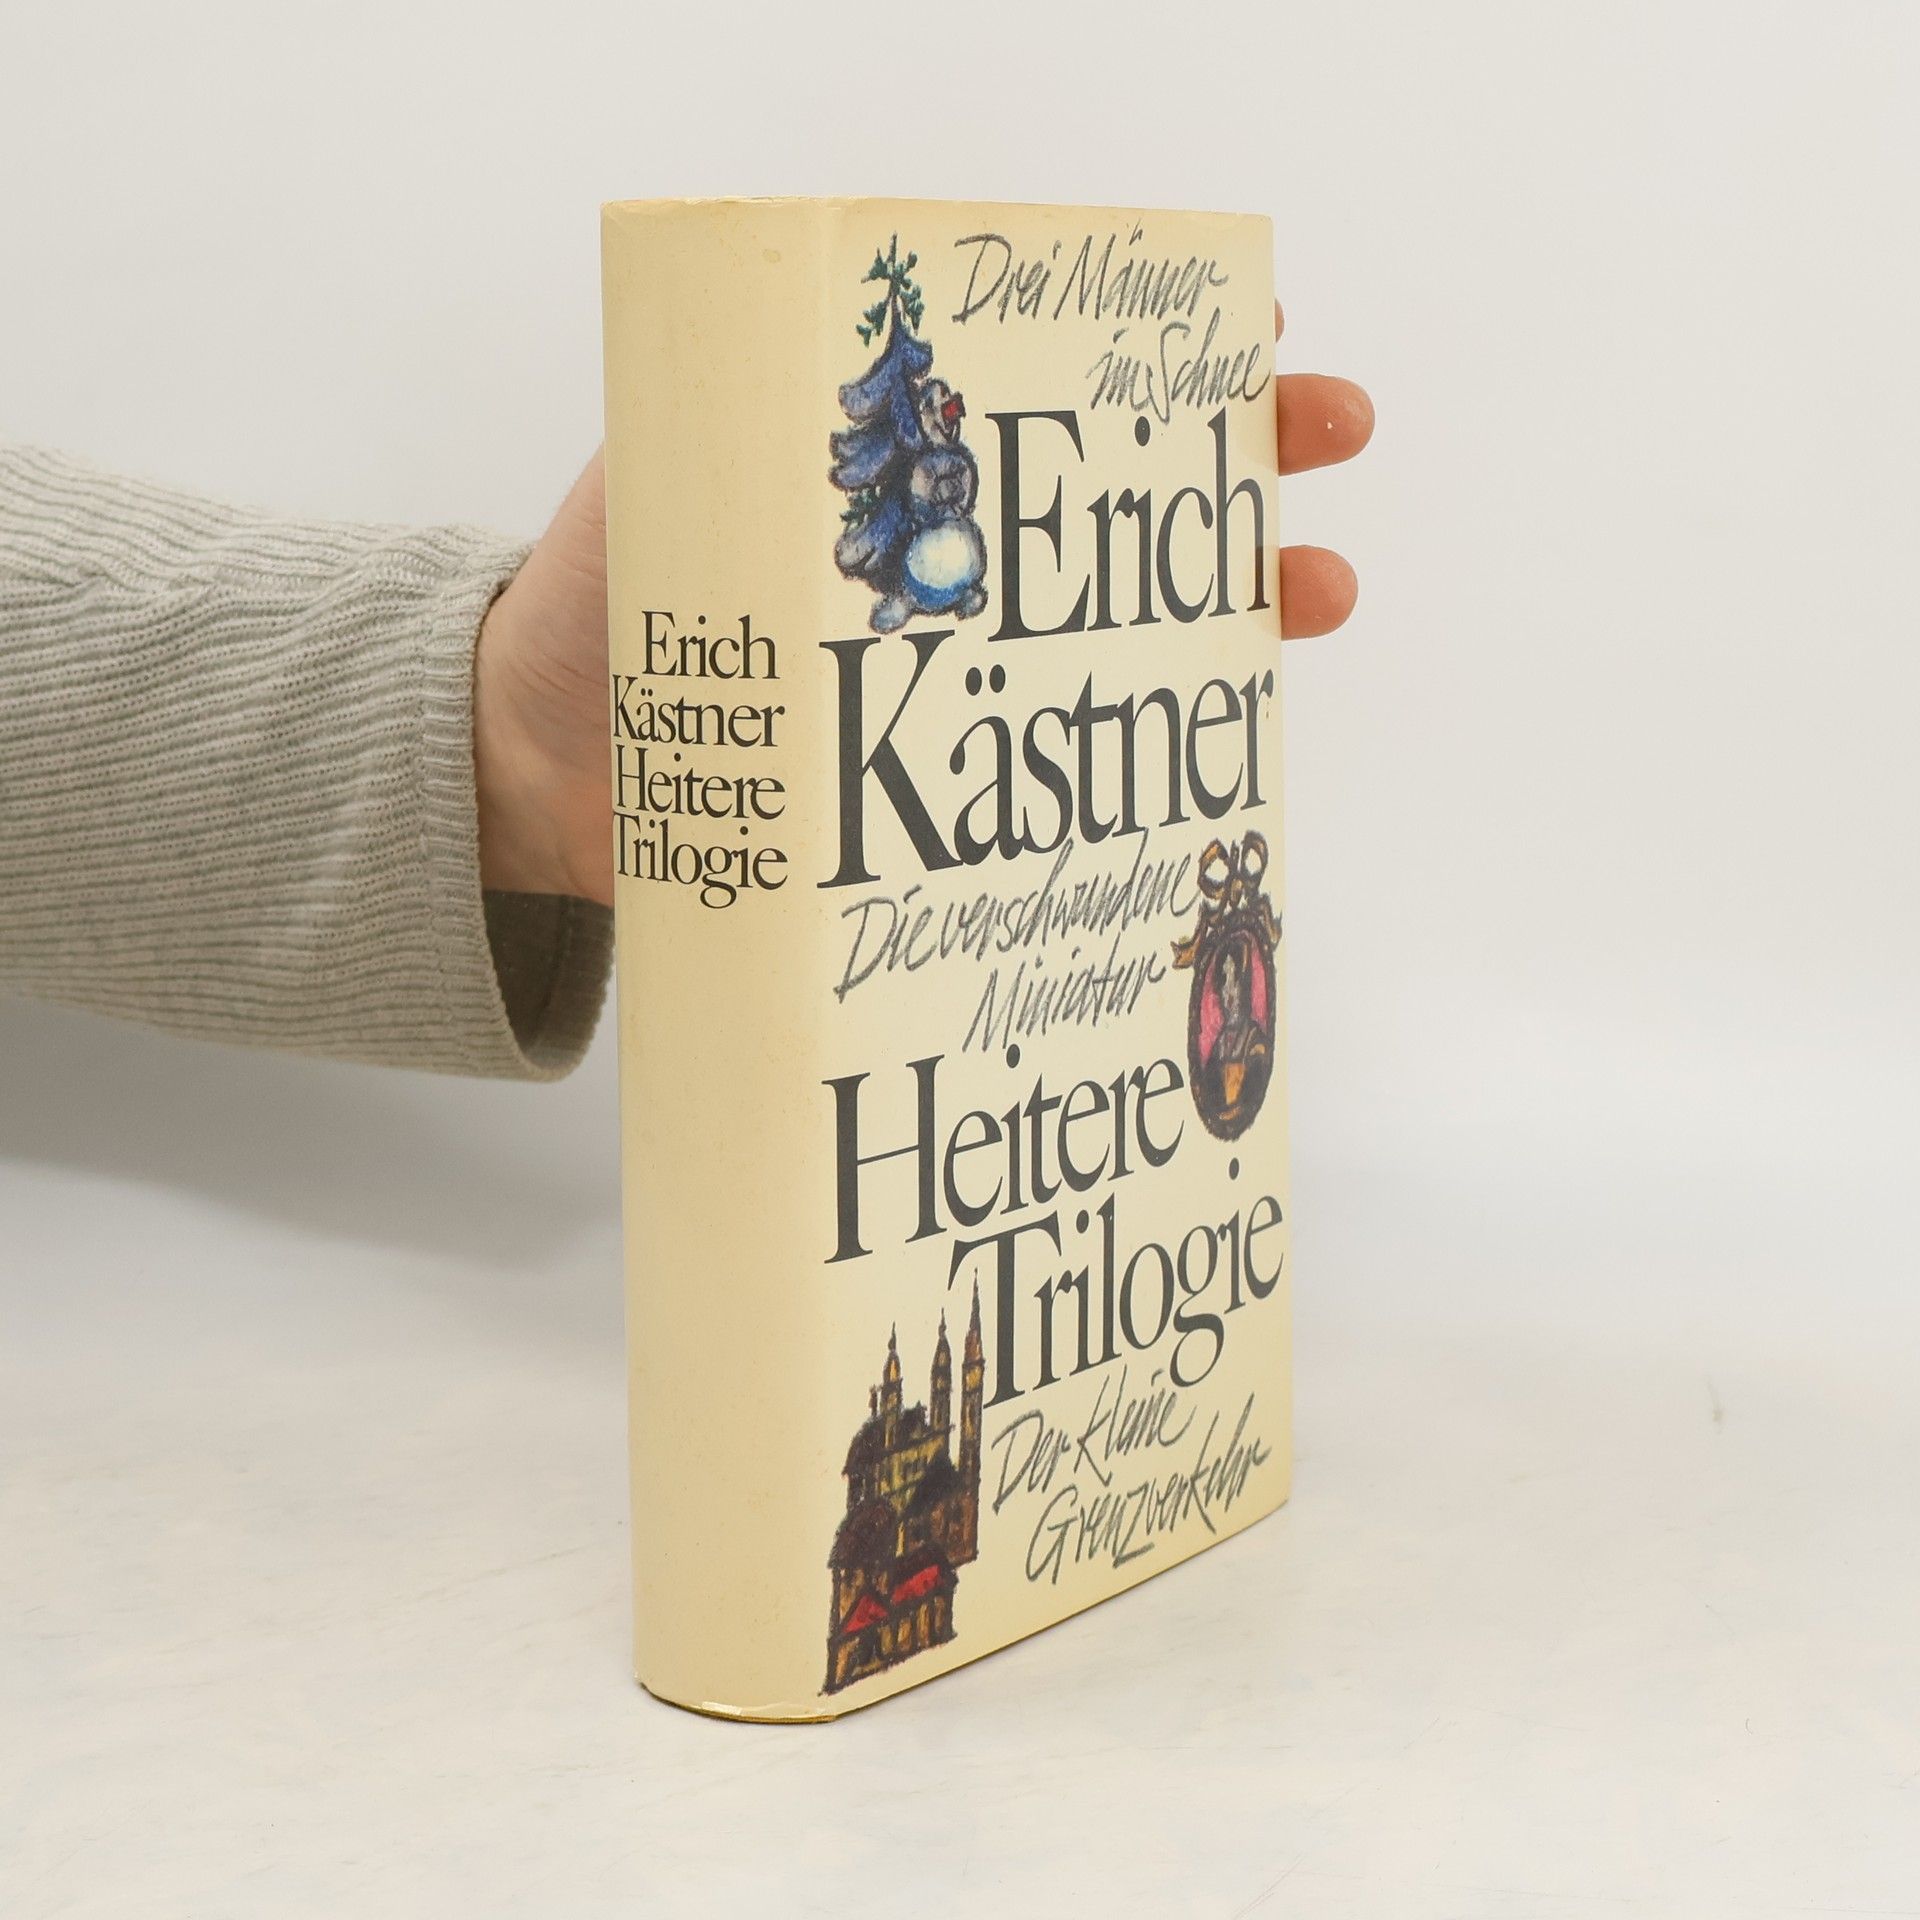 Erich
Kästner
Heitere
Trilogie
Drei Männer
im Schnee
Erich
Kästner
Die verschwundene
Miniatur
Heitere
Trilogie
Der kleine
Grenzverkehr